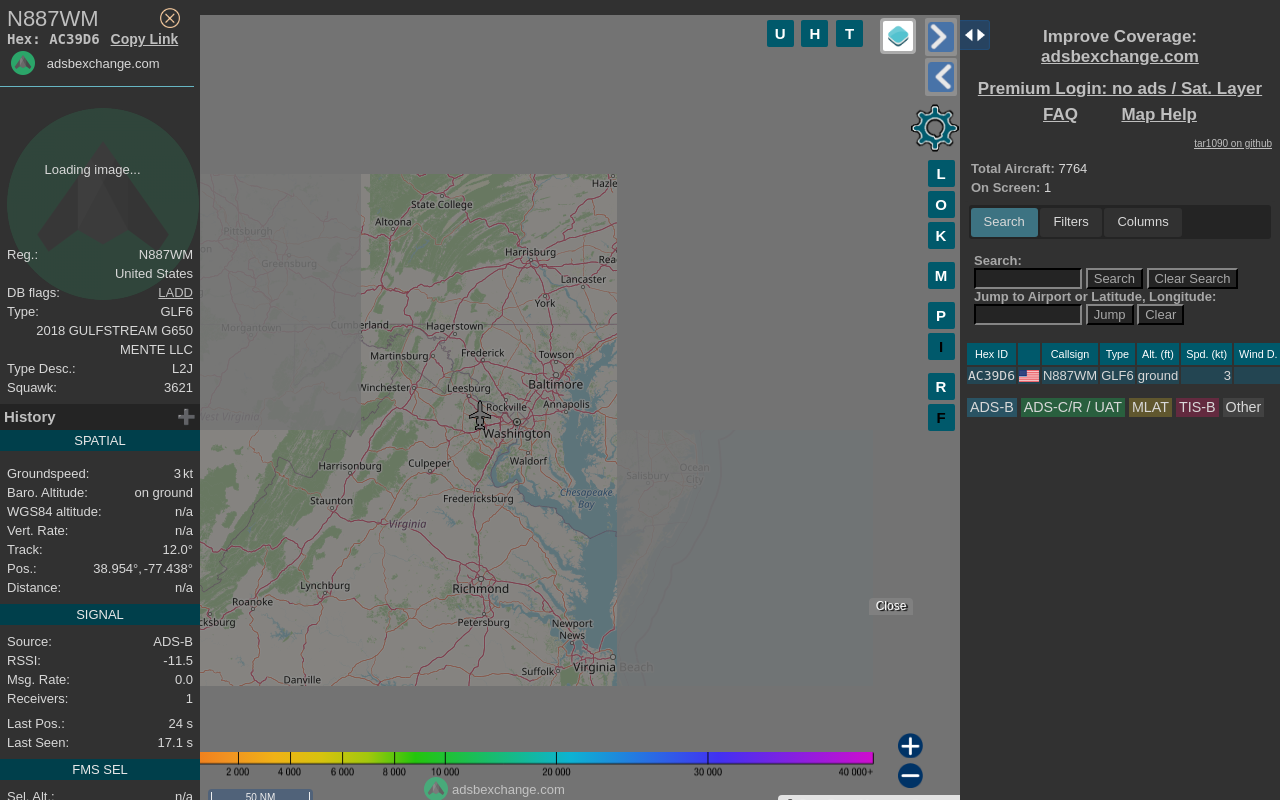 N887WM
Hex: AC39D6 Copy Link
adsbexchange.com
Loading image...
Reg.: N887WM
United States
DB flags: LADD
Type: GLF6
2018 GULFSTREAM G650
MENTE LLC
Type Desc.: L2J
Squawk: 3621
History
SPATIAL
Groundspeed: 3 kt
Baro. Altitude: on ground
WGS84 altitude: n/a
Vert. Rate: n/a
Track: 12.0°
Pos.: 38.954°, -77.438°
Distance: n/a
SIGNAL
Source: ADS-B
RSSI: -11.5
Msg. Rate: 0.0
Receivers: 1
Last Pos.: 24 s
Last Seen: 17.1 s
FMS SEL
Sel. Alt.: n/a
U H T
L
O
K
M
P
I
R
F
Hazle
State College
Altoona
Pittsburgh
Greensburg
Harrisburg
Rea
Lancaster
York
Morgantown
Cumberland
Hagerstown
Martinsburg
Frederick
Towson
Winchester
Leesburg
Baltimore
Rockville
Annapolis
West Virginia
Washington
Harrisonburg
Culpeper
Waldorf
Ocean
City
Salisbury
Staunton
Fredericksburg
Chesapeake
Bay
Virginia
Lynchburg
Richmond
Roanoke
cksburg
Petersburg
Newport
News
Virginia Beach
Suffolk
Danville
Close
2 000 4 000 6 000 8 000 10 000 20 000 30 000 40 000+
adsbexchange.com
50 NM
Improve Coverage:
adsbexchange.com
Premium Login: no ads / Sat. Layer
FAQ Map Help
tar1090 on github
Total Aircraft: 7764
On Screen: 1
Search Filters Columns
Search:
Search Clear Search
Jump to Airport or Latitude, Longitude:
Jump Clear
Hex ID Callsign Type Alt. (ft) Spd. (kt) Wind D.
AC39D6 N887WM GLF6 ground 3
ADS-B ADS-C/R / UAT MLAT TIS-B Other